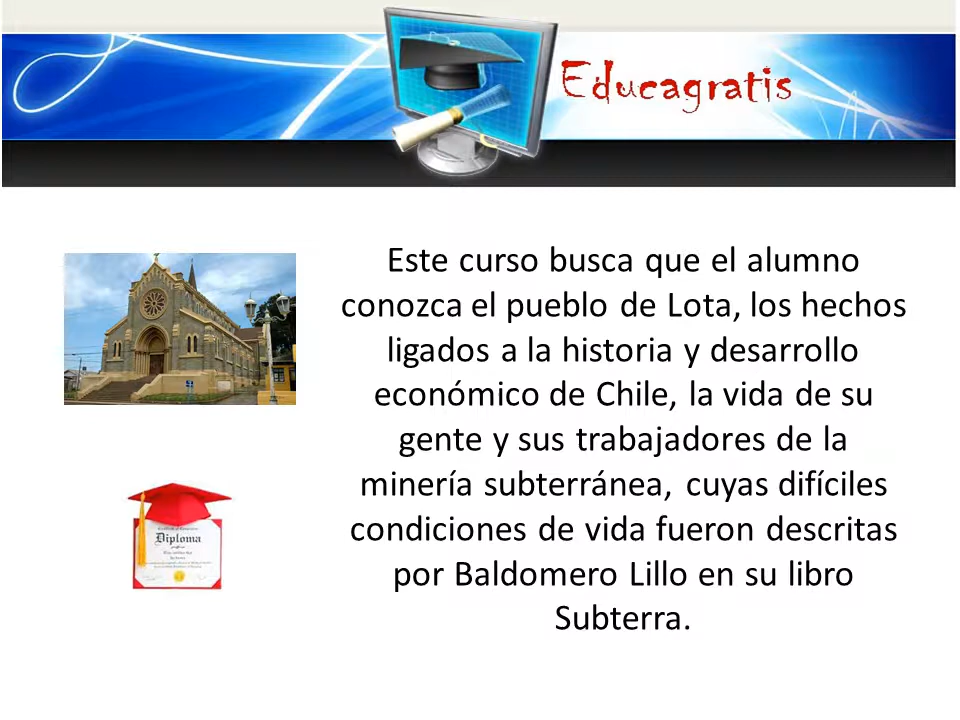 Educagratis
Este curso busca que el alumno
conozca el pueblo de Lota, los hechos
ligados a la historia y desarrollo
económico de Chile, la vida de su
gente y sus trabajadores de la
minería subterránea, cuyas difíciles
condiciones de vida fueron descritas
por Baldomero Lillo en su libro
Subterra.
Diploma